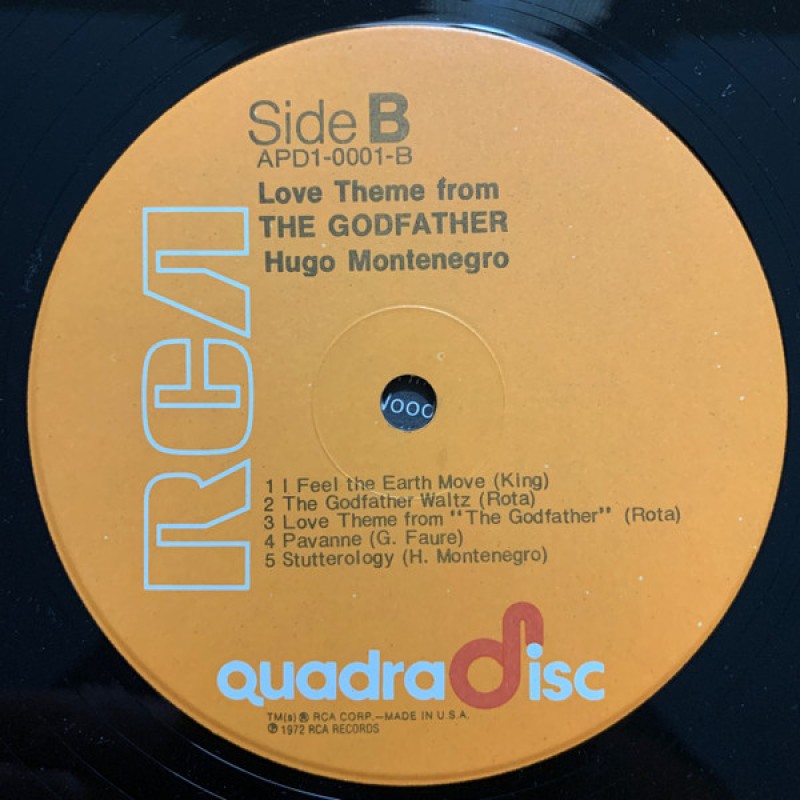 Side B
APD1-0001-B
Love Theme from
THE GODFATHER
Hugo Montenegro
RCA
1 I Feel the Earth Move (King)
2 The Godfather Waltz (Rota)
3 Love Theme from "The Godfather" (Rota)
4 Pavanne (G. Faure)
5 Stutterology (H. Montenegro)
quadradisc
TM(s) ® RCA CORP.—MADE IN U.S.A.
℗ 1972 RCA RECORDS